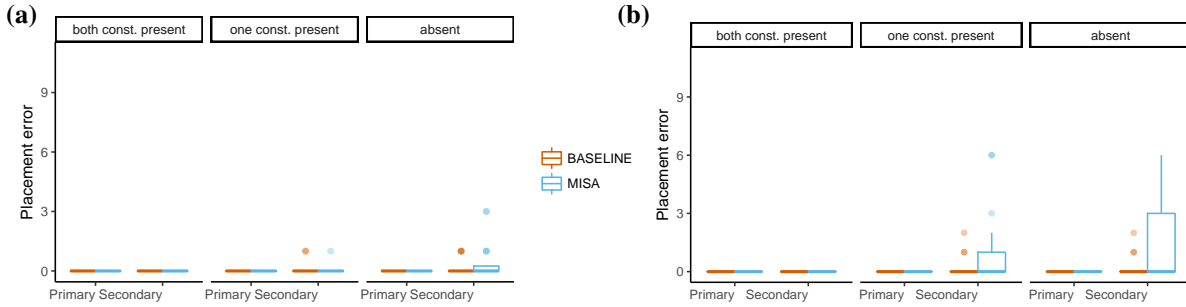 (a)
both const. present one const. present absent
Placement error
9
6
3
0
Primary Secondary Primary Secondary Primary Secondary
BASELINE
MISA
(b)
both const. present one const. present absent
Placement error
9
6
3
0
Primary Secondary Primary Secondary Primary Secondary